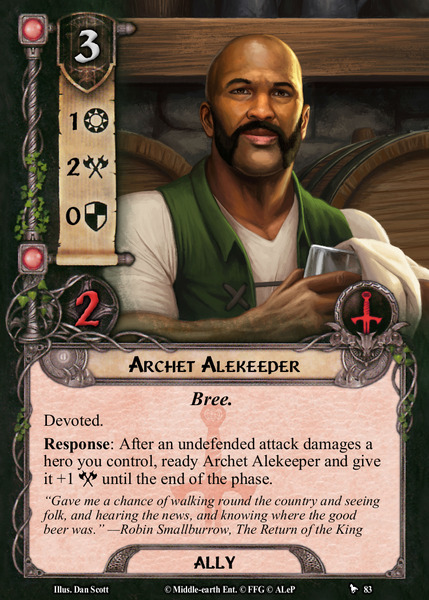 3
1
2
0
2
Archet Alekeeper
Bree.
Devoted.
Response: After an undefended attack damages a
hero you control, ready Archet Alekeeper and give
it +1 until the end of the phase.
“Gave me a chance of walking round the country and seeing
folk, and hearing the news, and knowing where the good
beer was.” —Robin Smallburrow, The Return of the King
ALLY
Illus. Dan Scott © Middle-earth Ent. © FFG © ALeP 83